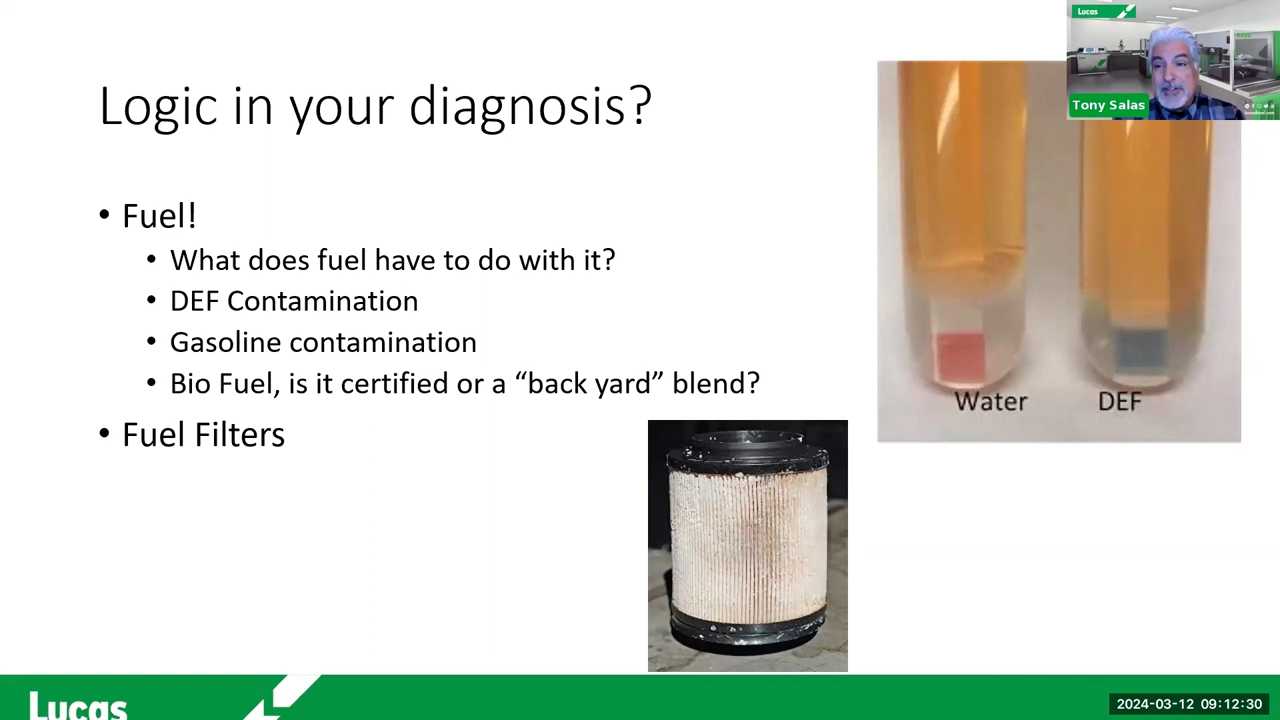 Lucas
Tony Salas
Logic in your diagnosis?
• Fuel!
• What does fuel have to do with it?
• DEF Contamination
• Gasoline contamination
• Bio Fuel, is it certified or a “back yard” blend?
• Fuel Filters
Water DEF
Lucas
2024-03-12 09:12:30